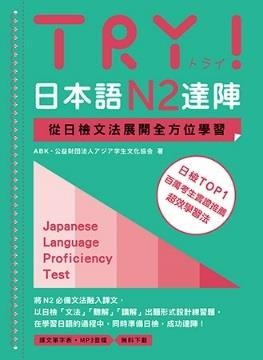 TRY!
トライ
日本語N2達陣
從日檢文法展開全方位學習
ABK・公益財団法人アジア学生文化協会 著
日檢TOP1
百萬考生實證推薦
超效學習法
Japanese
Language
Proficiency
Test
將N2必備文法融入課文,
以日檢「文法」「聽解」「讀解」出題形式設計練習題,
在學習日語的過程中,同時準備日檢,成功達陣!
課文單字表・MP3音檔
無料下載